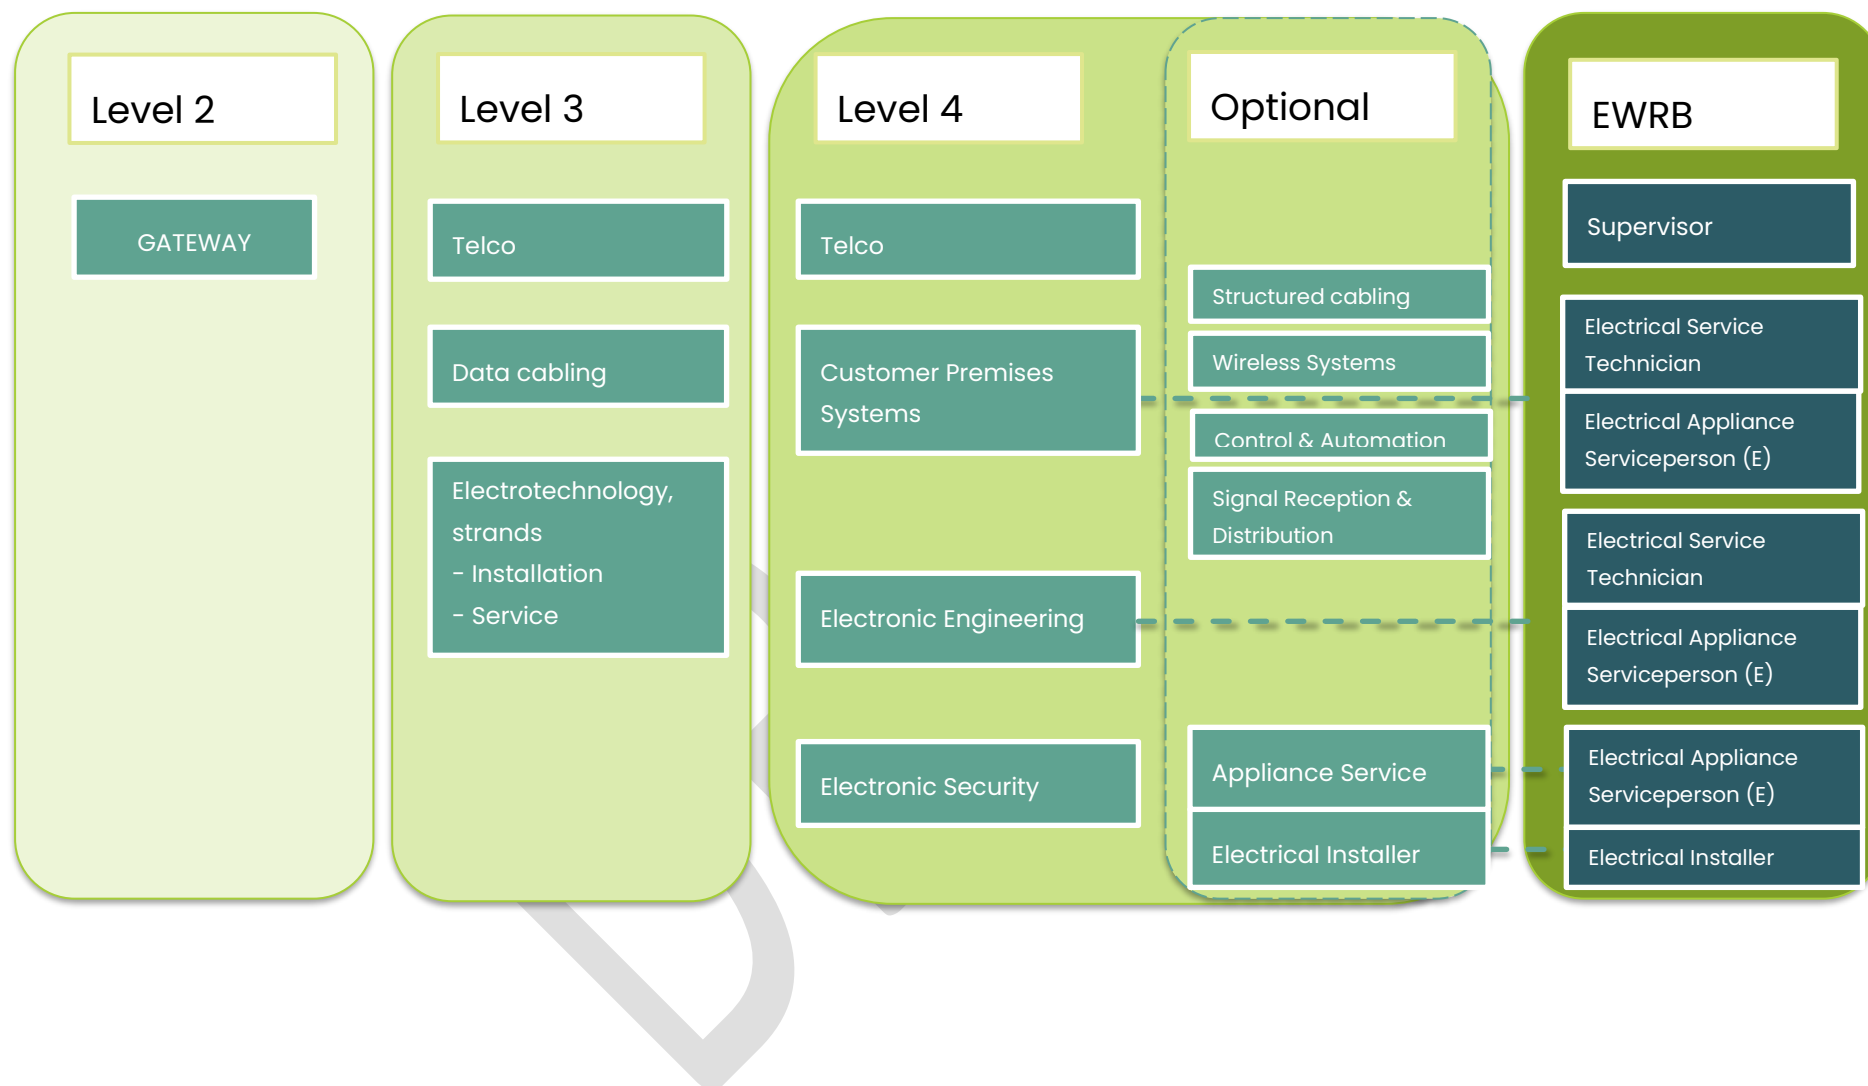 Level 2
GATEWAY
Level 3
Telco
Data cabling
Electrotechnology,
strands
- Installation
- Service
Level 4
Telco
Customer Premises
Systems
Electronic Engineering
Electronic Security
Optional
Structured cabling
Wireless Systems
Control & Automation
Signal Reception &
Distribution
Appliance Service
Electrical Installer
EWRB
Supervisor
Electrical Service
Technician
Electrical Appliance
Serviceperson (E)
Electrical Service
Technician
Electrical Appliance
Serviceperson (E)
Electrical Appliance
Serviceperson (E)
Electrical Installer